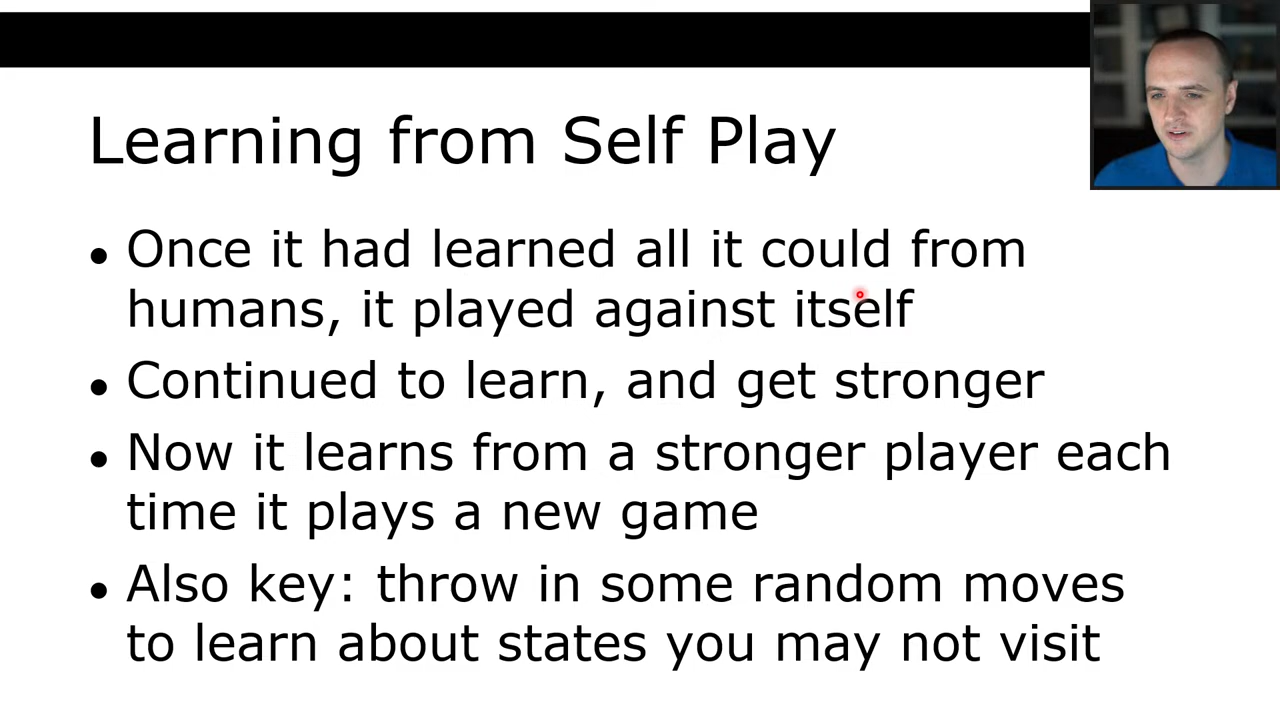 Learning from Self Play
• Once it had learned all it could from
humans, it played against itself
• Continued to learn, and get stronger
• Now it learns from a stronger player each
time it plays a new game
• Also key: throw in some random moves
to learn about states you may not visit